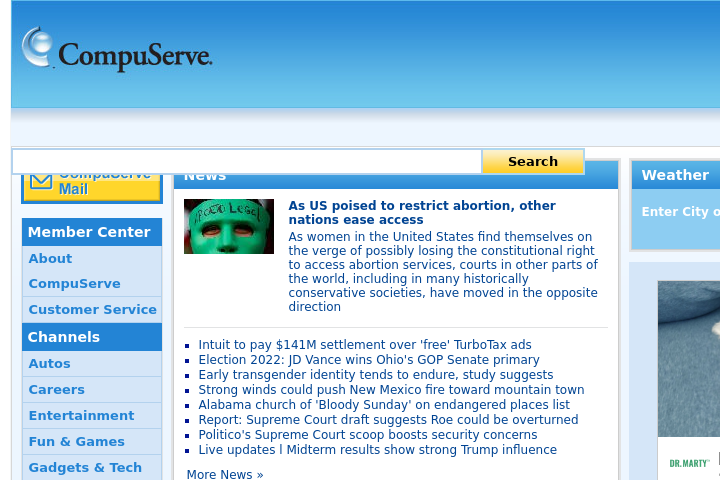 CompuServe.
Search
CompuServe
Mail
News
Weather
Enter City o
As US poised to restrict abortion, other
nations ease access
As women in the United States find themselves on
the verge of possibly losing the constitutional right
to access abortion services, courts in other parts of
the world, including in many historically
conservative societies, have moved in the opposite
direction
Intuit to pay $141M settlement over 'free' TurboTax ads
Election 2022: JD Vance wins Ohio's GOP Senate primary
Early transgender identity tends to endure, study suggests
Strong winds could push New Mexico fire toward mountain town
Alabama church of 'Bloody Sunday' on endangered places list
Report: Supreme Court draft suggests Roe could be overturned
Politico's Supreme Court scoop boosts security concerns
Live updates l Midterm results show strong Trump influence
More News »
Member Center
About
CompuServe
Customer Service
Channels
Autos
Careers
Entertainment
Fun & Games
Gadgets & Tech
DR.MARTY